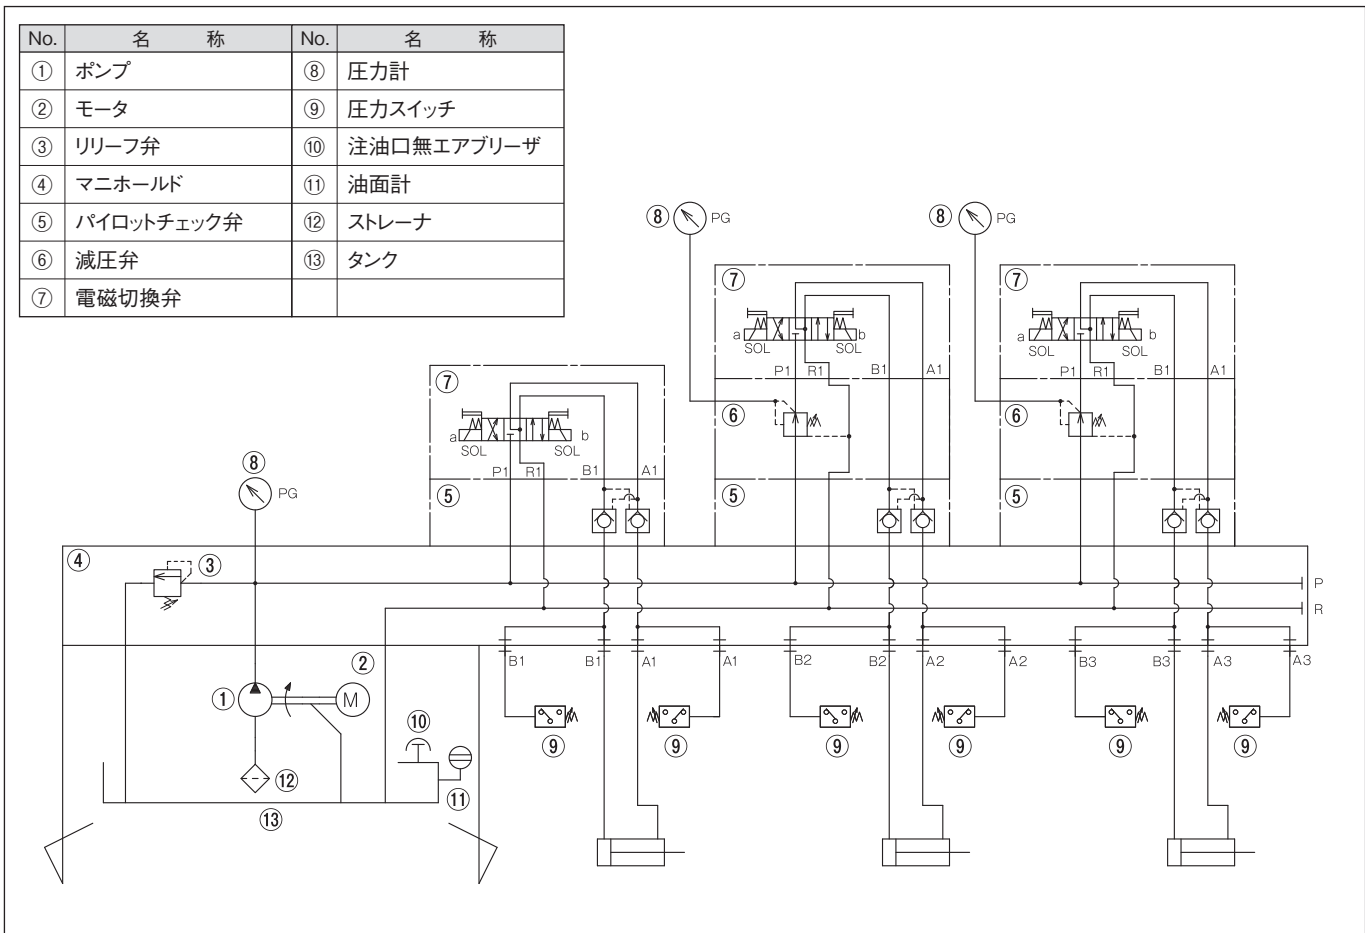 No. 名 称 No. 名 称
① ポンプ ⑧ 圧力計
② モータ ⑨ 圧力スイッチ
③ リリーフ弁 ⑩ 注油口無エアブリーザ
④ マニホールド ⑪ 油面計
⑤ パイロットチェック弁 ⑫ ストレーナ
⑥ 減圧弁 ⑬ タンク
⑦ 電磁切換弁
⑧ PG ⑧ PG
⑦ ⑦
a b a b
SOL SOL SOL SOL
P1 R1 B1 A1 P1 R1 B1 A1
⑦
⑥ ⑥
a b
SOL SOL
P1 R1 B1 A1
⑧ PG
⑤ ⑤ ⑤
④ ③
P
R
B1 B1 A1 A1 B2 B2 A2 A2 B3 B3 A3 A3
②
① M
⑩
⑨ ⑨ ⑨ ⑨ ⑨ ⑨
⑫ ⑪
⑬